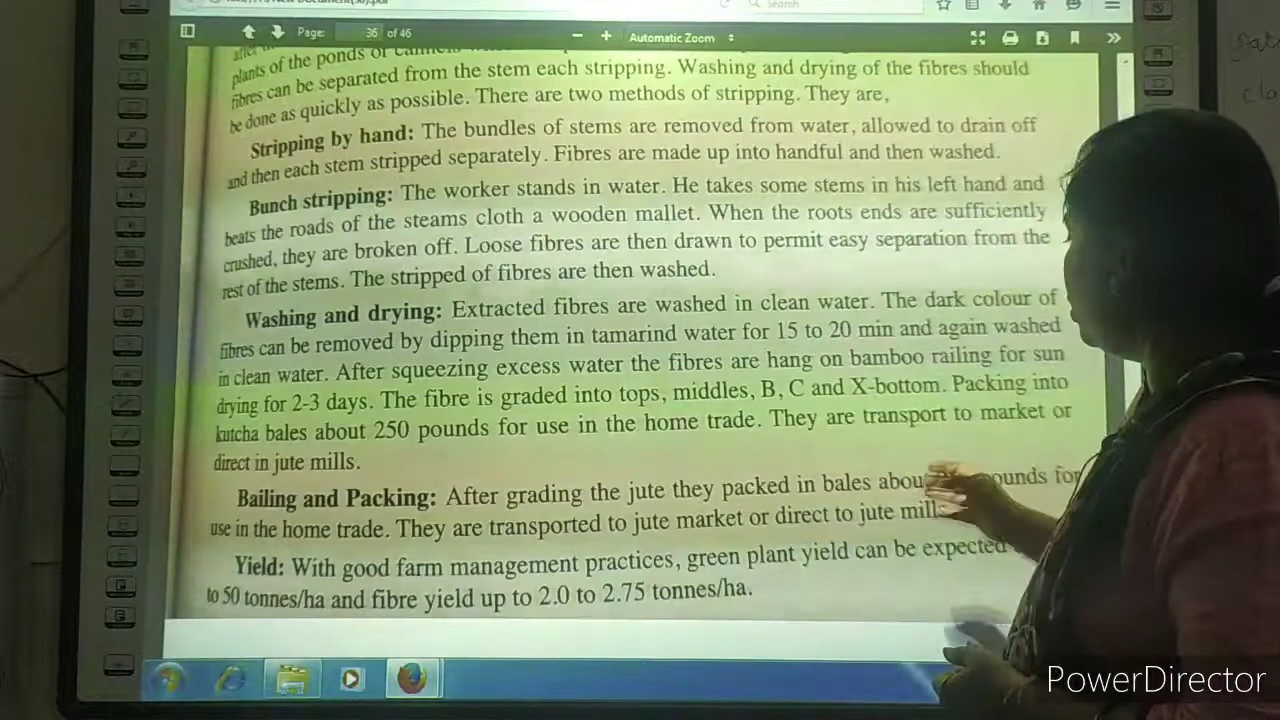 Search
Page: 36 of 46
Automatic Zoom
after
plants of the ponds or
fibres can be separated from the stem each stripping. Washing and drying of the fibres should
be done as quickly as possible. There are two methods of stripping. They are,
Stripping by hand: The bundles of stems are removed from water, allowed to drain off
and then each stem stripped separately. Fibres are made up into handful and then washed.
Bunch stripping: The worker stands in water. He takes some stems in his left hand and
beats the roads of the steams cloth a wooden mallet. When the roots ends are sufficiently
crushed, they are broken off. Loose fibres are then drawn to permit easy separation from the
rest of the stems. The stripped of fibres are then washed.
Washing and drying: Extracted fibres are washed in clean water. The dark colour of
fibres can be removed by dipping them in tamarind water for 15 to 20 min and again washed
in clean water. After squeezing excess water the fibres are hang on bamboo railing for sun
drying for 2-3 days. The fibre is graded into tops, middles, B, C and X-bottom. Packing into
kutcha bales about 250 pounds for use in the home trade. They are transport to market or
direct in jute mills.
Bailing and Packing: After grading the jute they packed in bales for
use in the home trade. They are transported to jute market or direct to jute
Yield: With good farm management practices, green plant yield can be expected
to 50 tonnes/ha and fibre yield up to 2.0 to 2.75 tonnes/ha.
PowerDirector